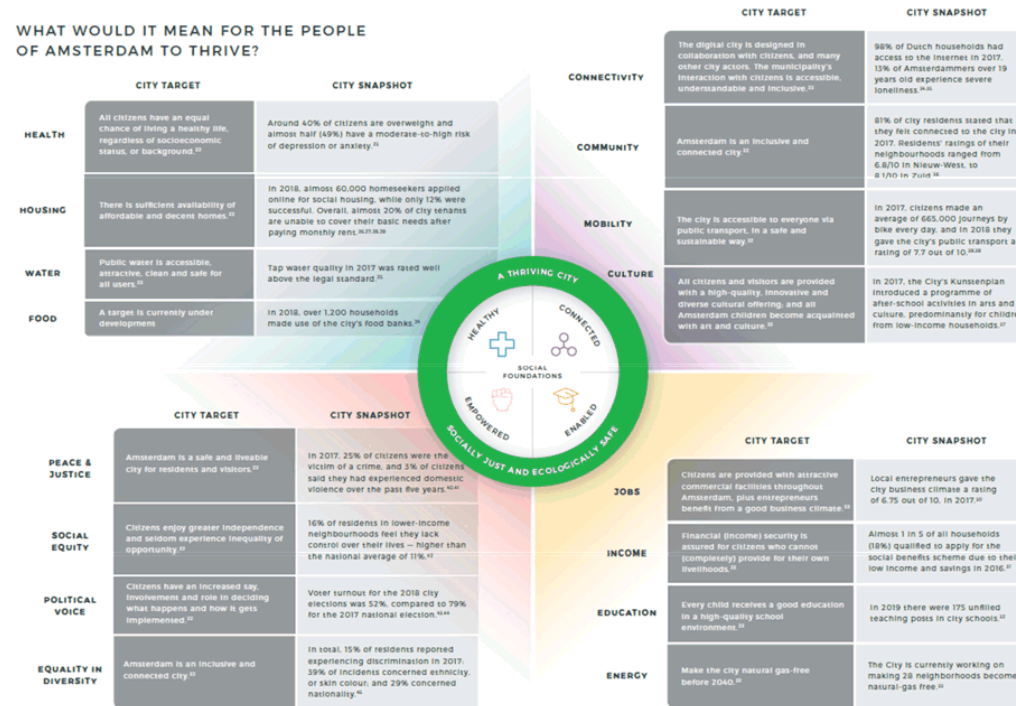 WHAT WOULD IT MEAN FOR THE PEOPLE
OF AMSTERDAM TO THRIVE?
CITY TARGET
CITY SNAPSHOT
HEALTH
All citizens have an equal
chance of living a healthy life,
regardless of socioeconomic
status, or background.²²
Around 40% of citizens are overweight and
almost half (49%) have a moderate-to-high risk
of depression or anxiety.
HOUSING
There is sufficient availability of
affordable and decent homes.
In 2018, almost 60,000 homeseekers applied
online for social housing, while only 12% were
successful. Overall, almost 20% of city tenants
are unable to cover their basic needs after
paying monthly rent.
WATER
Public water is accessible,
attractive, clean and safe for
all users.
Tap water quality in 2017 was rated well
above the legal standard.
FOOD
A target is currently under
development
In 2018, over 1,200 households
made use of the city's food banks.
CITY TARGET
CITY SNAPSHOT
CONNECTIVITY
The digital city is designed in
collaboration with citizens, and many
other city actors. The municipality's
interaction with citizens is accessible,
understandable and inclusive.
98% of Dutch households had
access to the Internet in 2017.
13% of Amsterdammers over 19
years old experience severe
loneliness.
COMMUNITY
Amsterdam is an inclusive and
connected city.
81% of city residents stated that
they felt connected to the city in
2017. Residents' ratings of their
neighbourhoods ranged from
6.8/10 in Nieuw-West, to
8.1/10 in Zuid.
MOBILITY
The city is accessible to everyone via
public transport, in a safe and
sustainable way.
In 2017, citizens made an
average of 665,000 journeys by
bike every day, and in 2018 they
gave the city's public transport a
rating of 7.7 out of 10.
CULTURE
All citizens and visitors are provided
with a high-quality, innovative and
diverse cultural offering; and all
Amsterdam children become acquainted
with art and culture.
In 2017, the City's Kunstenplan
introduced a programme of
after-school activities in arts and
culture, predominantly for children
from low-income households.
A THRIVING CITY
HEALTHY
CONNECTED
SOCIAL
FOUNDATIONS
EMPOWERED
ENABLED
SOCIALLY JUST AND ECOLOGICALLY SAFE
CITY TARGET
CITY SNAPSHOT
PEACE &
JUSTICE
Amsterdam is a safe and liveable
city for residents and visitors.
In 2017, 25% of citizens were the
victim of a crime, and 3% of citizens
said they had experienced domestic
violence over the past five years.
SOCIAL
EQUITY
Citizens enjoy greater independence
and seldom experience inequality of
opportunity.
16% of residents in lower-income
neighbourhoods feel they lack
control over their lives — higher than
the national average of 11%.
POLITICAL
VOICE
Citizens have an increased say,
involvement and role in deciding
what happens and how it gets
implemented.
Voter turnout for the 2018 city
elections was 52%, compared to 79%
for the 2017 national election.
EQUALITY IN
DIVERSITY
Amsterdam is an inclusive and
connected city.
In total, 15% of residents reported
experiencing discrimination in 2017;
39% of incidents concerned ethnicity,
or skin colour; and 29% concerned
nationality.
CITY TARGET
CITY SNAPSHOT
JOBS
Citizens are provided with attractive
commercial facilities throughout
Amsterdam, plus entrepreneurs
benefit from a good business climate.
Local entrepreneurs gave the
city business climate a rating
of 6.75 out of 10, in 2017.
INCOME
Financial (income) security is
assured for citizens who cannot
(completely) provide for their own
livelihoods.
Almost 1 in 5 of all households
(18%) qualified to apply for the
social benefits scheme due to their
low income and savings in 2016.
EDUCATION
Every child receives a good education
in a high-quality school
environment.
In 2019 there were 175 unfilled
teaching posts in city schools.
ENERGY
Make the city natural gas-free
before 2040.
The City is currently working on
making 28 neighborhoods become
natural-gas free.